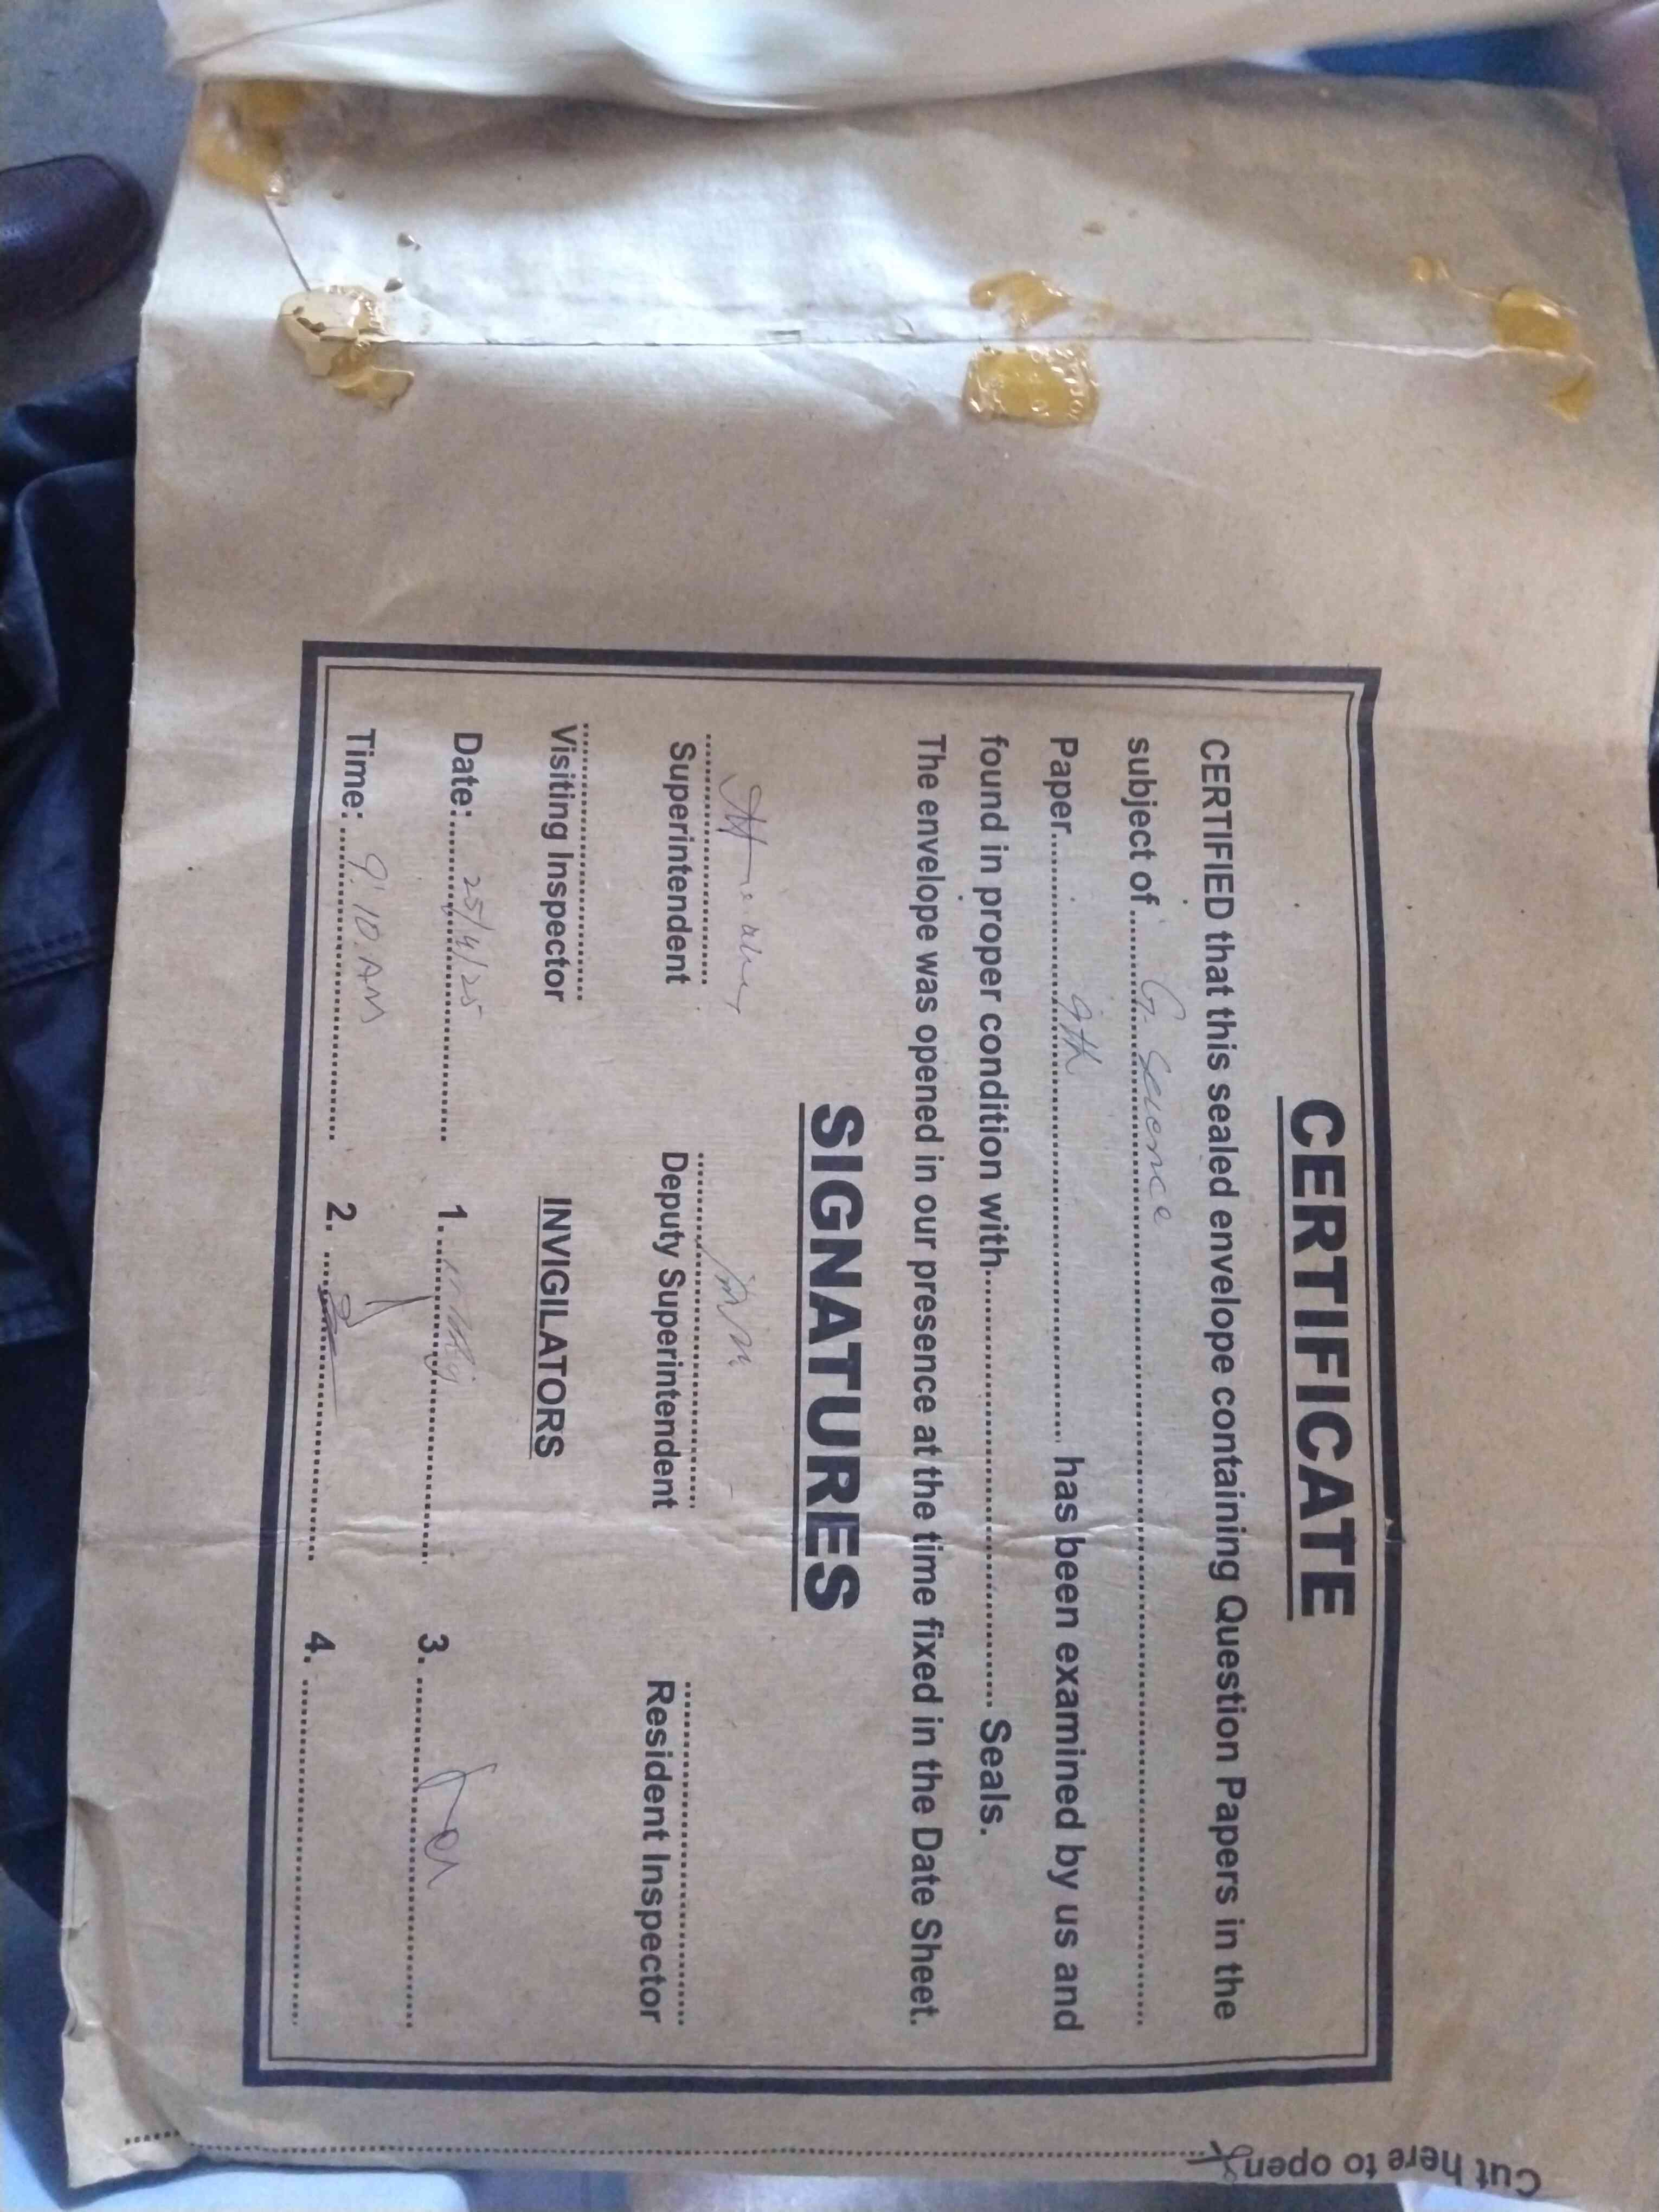 CERTIFICATE
CERTIFIED that this sealed envelope containing Question Papers in the
subject of G. Science
Paper 9th has been examined by us and
found in proper condition with Seals.
The envelope was opened in our presence at the time fixed in the Date Sheet.
SIGNATURES
Superintendent Deputy Superintendent Resident Inspector
Visiting Inspector INVIGILATORS
Date: 25/4/25 1. 3.
Time: 9:10 AM 2. 4.
Cut here to open